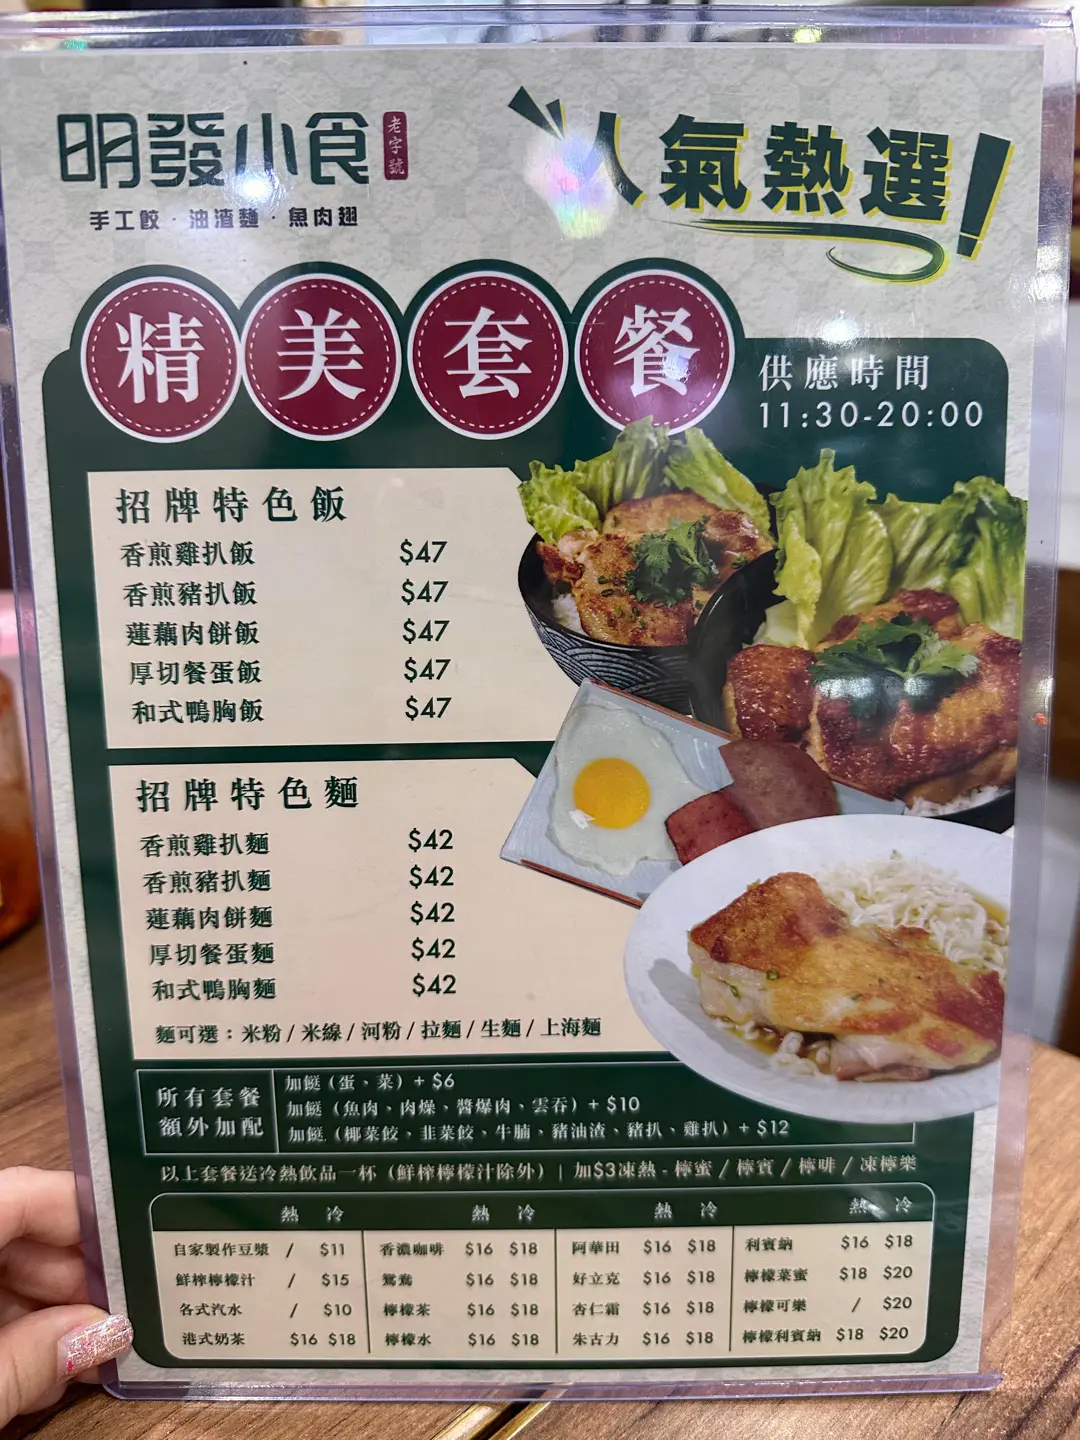 明發小食 老字號
手工餃・油渣麵・魚肉翅
人氣熱選!
精美套餐
供應時間
11:30-20:00
招牌特色飯
香煎雞扒飯 $47
香煎豬扒飯 $47
蓮藕肉餅飯 $47
厚切餐蛋飯 $47
和式鴨胸飯 $47
招牌特色麵
香煎雞扒麵 $42
香煎豬扒麵 $42
蓮藕肉餅麵 $42
厚切餐蛋麵 $42
和式鴨胸麵 $42
麵可選：米粉/米線/河粉/拉麵/生麵/上海麵
所有套餐
額外加配
加餸（蛋、菜）+ $6
加餸（魚肉、肉燥、醬爆肉、雲吞）+ $10
加餸（椰菜餃、韭菜餃、牛腩、豬油渣、豬扒、雞扒）+ $12
以上套餐送冷熱飲品一杯（鮮榨檸檬汁除外）| 加$3凍熱 - 檸蜜 / 檸賓 / 檸啡 / 凍檸樂
熱 冷 熱 冷 熱 冷 熱 冷
自家製作豆漿 / $11 香濃咖啡 $16 $18 阿華田 $16 $18 利賓納 $16 $18
鮮榨檸檬汁 / $15 鴛鴦 $16 $18 好立克 $16 $18 檸檬菜蜜 $18 $20
各式汽水 / $10 檸檬茶 $16 $18 杏仁霜 $16 $18 檸檬可樂 / $20
港式奶茶 $16 $18 檸檬水 $16 $18 朱古力 $16 $18 檸檬利賓納 $18 $20